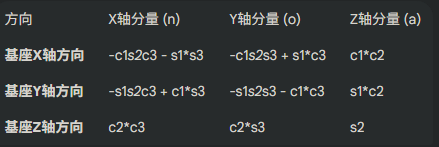 方向 X轴分量 (n) Y轴分量 (o) Z轴分量 (a)
基座X轴方向 -c1s2c3 - s1*s3 -c1s2s3 + s1*c3 c1*c2
基座Y轴方向 -s1s2c3 + c1*s3 -s1s2s3 - c1*c3 s1*c2
基座Z轴方向 c2*c3 c2*s3 s2